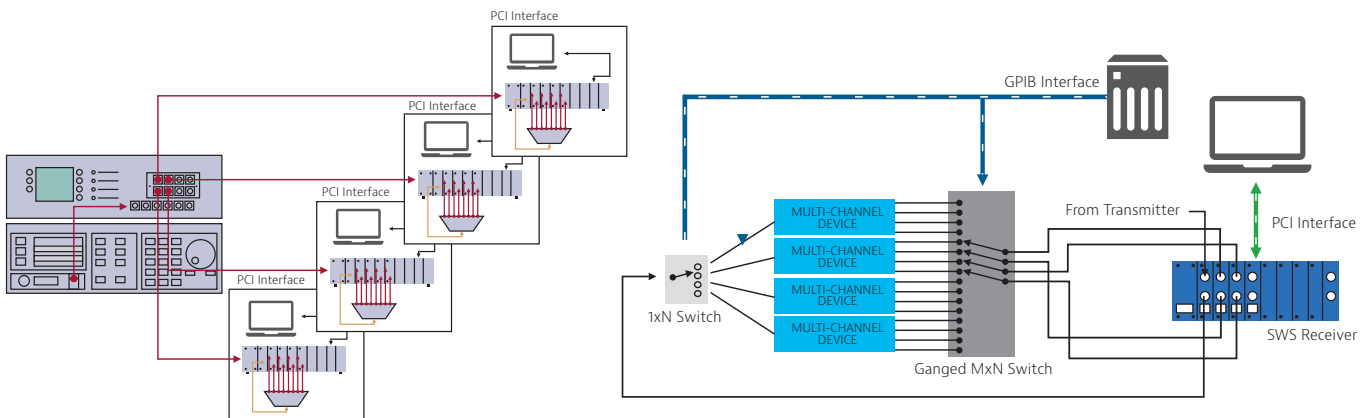 PCI Interface
PCI Interface
PCI Interface
PCI Interface
GPIB Interface
From Transmitter
PCI Interface
MULTI-CHANNEL
DEVICE
MULTI-CHANNEL
DEVICE
MULTI-CHANNEL
DEVICE
MULTI-CHANNEL
DEVICE
1xN Switch
Ganged MxN Switch
SWS Receiver